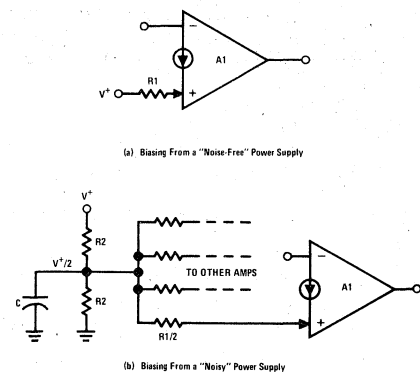 −
A1
V+ R1
+
(a) Biasing From a "Noise-Free" Power Supply
V+
R2
V+/2
TO OTHER AMPS
−
C
R2
A1
R1/2
+
(b) Biasing From a "Noisy" Power Supply